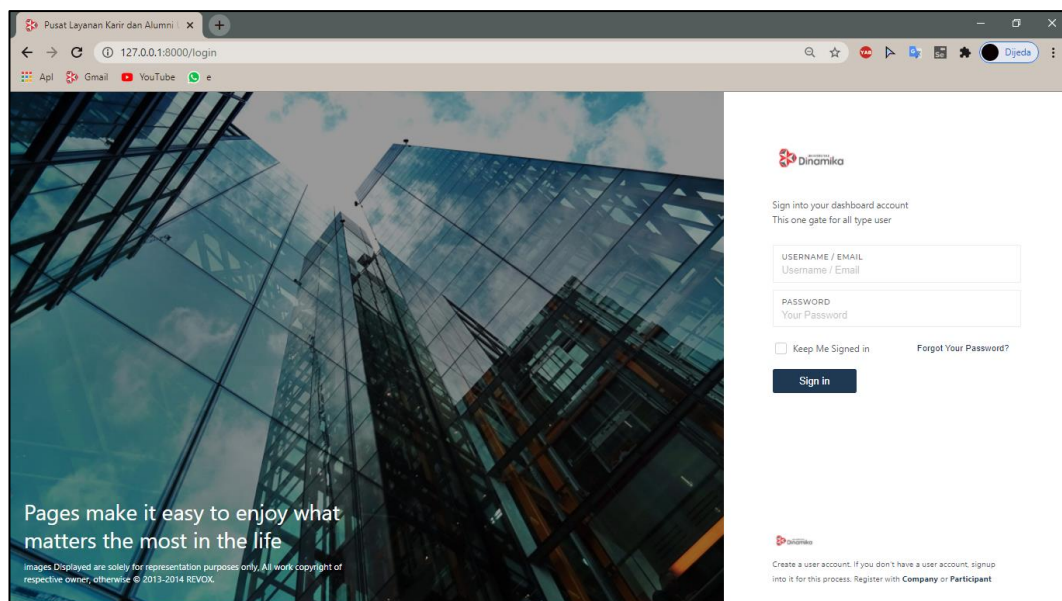 Pusat Layanan Karir dan Alumni
127.0.0.1:8000/login
Dijeda
Apl Gmail YouTube e
UNIVERSITAS
Dinamika
Sign into your dashboard account
This one gate for all type user
USERNAME / EMAIL
Username / Email
PASSWORD
Your Password
Keep Me Signed in Forgot Your Password?
Sign in
Pages make it easy to enjoy what
matters the most in the life
images Displayed are solely for representation purposes only, All work copyright of
respective owner, otherwise © 2013-2014 REVOX.
Dinamika
Create a user account. If you don't have a user account, signup
into it for this process. Register with Company or Participant